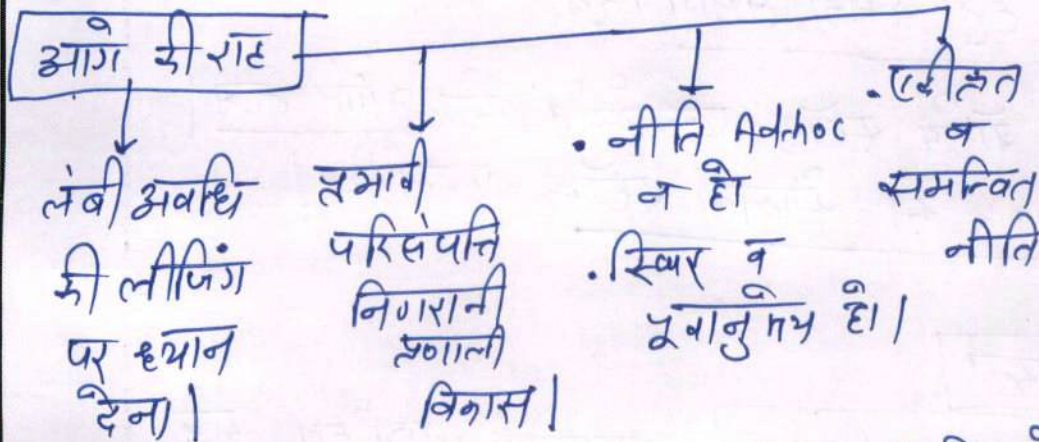 आगे की राह
लंबी अवधि
की लीजिंग
पर ध्यान
देना।
प्रभावी
परिसंपत्ति
निगरानी
प्रणाली
विकास।
• नीति Adhoc
न हो
• स्थिर व
पूर्वानुमेय हो।
• एकीकृत
व
समन्वित
नीति